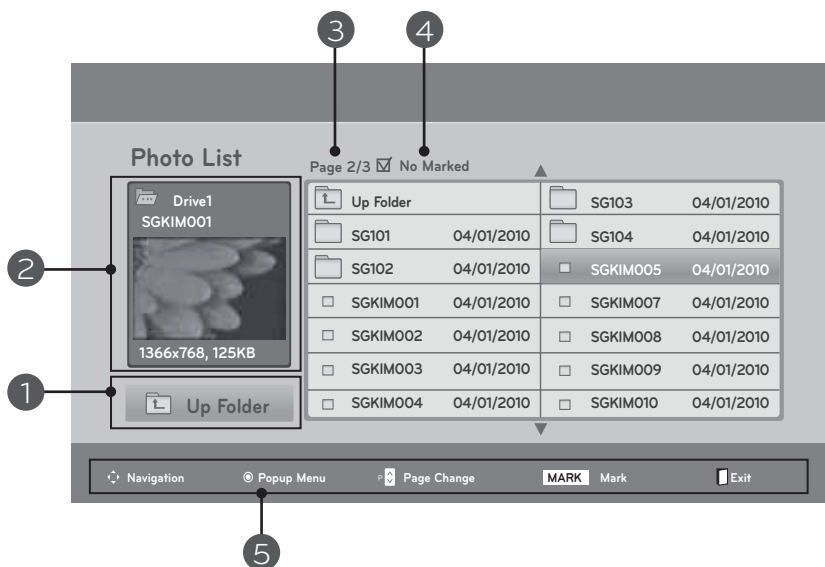 3 4
Photo List
Page 2/3 No Marked
Drive1
SGKIM001
1366x768, 125KB
2
1
Up Folder
Up Folder
SG101 04/01/2010
SG102 04/01/2010
SGKIM001 04/01/2010
SGKIM002 04/01/2010
SGKIM003 04/01/2010
SGKIM004 04/01/2010
SG103 04/01/2010
SG104 04/01/2010
SGKIM005 04/01/2010
SGKIM007 04/01/2010
SGKIM008 04/01/2010
SGKIM009 04/01/2010
SGKIM010 04/01/2010
Navigation Popup Menu P Page Change MARK Mark Exit
5